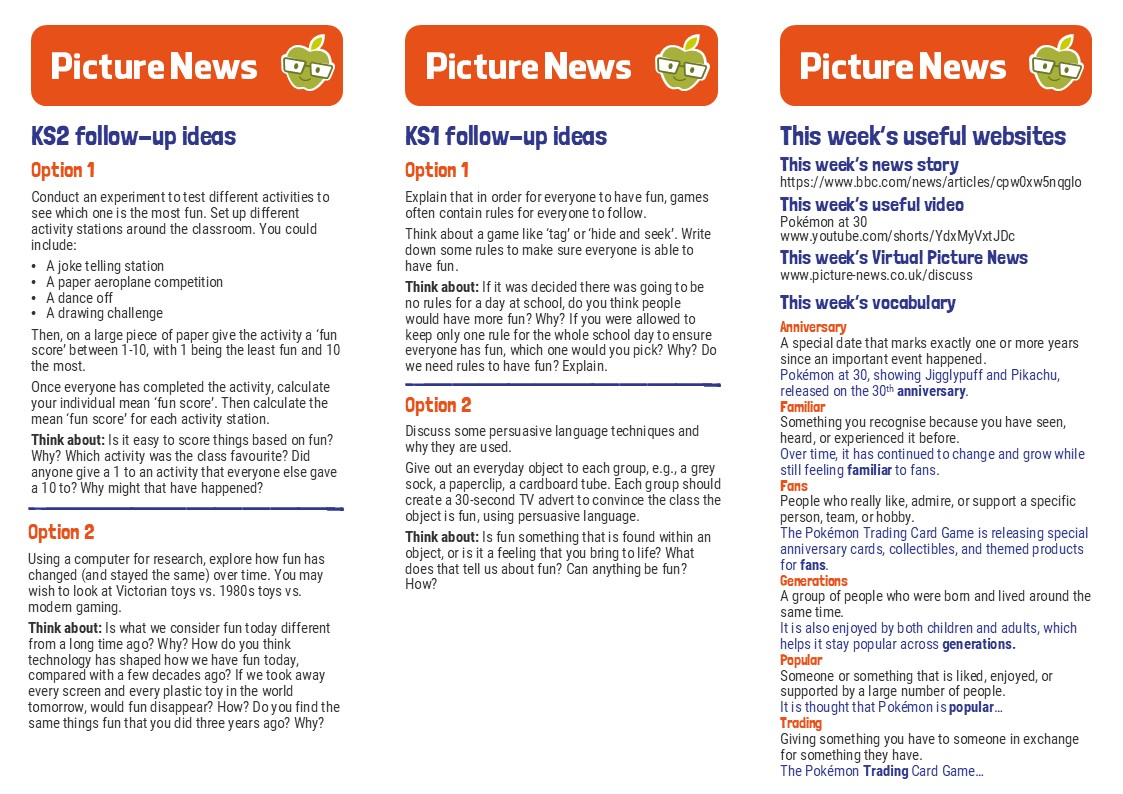 Picture News
KS2 follow-up ideas
Option 1
Conduct an experiment to test different activities to
see which one is the most fun. Set up different
activity stations around the classroom. You could
include:
• A joke telling station
• A paper aeroplane competition
• A dance off
• A drawing challenge
Then, on a large piece of paper give the activity a ‘fun
score’ between 1-10, with 1 being the least fun and 10
the most.
Once everyone has completed the activity, calculate
your individual mean ‘fun score’. Then calculate the
mean ‘fun score’ for each activity station.
Think about: Is it easy to score things based on fun?
Why? Which activity was the class favourite? Did
anyone give a 1 to an activity that everyone else gave
a 10 to? Why might that have happened?
Option 2
Using a computer for research, explore how fun has
changed (and stayed the same) over time. You may
wish to look at Victorian toys vs. 1980s toys vs.
modern gaming.
Think about: Is what we consider fun today different
from a long time ago? Why? How do you think
technology has shaped how we have fun today,
compared with a few decades ago? If we took away
every screen and every plastic toy in the world
tomorrow, would fun disappear? How? Do you find the
same things fun that you did three years ago? Why?
Picture News
KS1 follow-up ideas
Option 1
Explain that in order for everyone to have fun, games
often contain rules for everyone to follow.
Think about a game like ‘tag’ or ‘hide and seek’. Write
down some rules to make sure everyone is able to
have fun.
Think about: If it was decided there was going to be
no rules for a day at school, do you think people
would have more fun? Why? If you were allowed to
keep only one rule for the whole school day to ensure
everyone has fun, which one would you pick? Why? Do
we need rules to have fun? Explain.
Option 2
Discuss some persuasive language techniques and
why they are used.
Give out an everyday object to each group, e.g., a grey
sock, a paperclip, a cardboard tube. Each group should
create a 30-second TV advert to convince the class the
object is fun, using persuasive language.
Think about: Is fun something that is found within an
object, or is it a feeling that you bring to life? What
does that tell us about fun? Can anything be fun?
How?
Picture News
This week’s useful websites
This week’s news story
https://www.bbc.com/news/articles/cpw0xw5nqglo
This week’s useful video
Pokémon at 30
www.youtube.com/shorts/YdxMyVxtJDc
This week’s Virtual Picture News
www.picture-news.co.uk/discuss
This week’s vocabulary
Anniversary
A special date that marks exactly one or more years
since an important event happened.
Pokémon at 30, showing Jigglypuff and Pikachu,
released on the 30th anniversary.
Familiar
Something you recognise because you have seen,
heard, or experienced it before.
Over time, it has continued to change and grow while
still feeling familiar to fans.
Fans
People who really like, admire, or support a specific
person, team, or hobby.
The Pokémon Trading Card Game is releasing special
anniversary cards, collectibles, and themed products
for fans.
Generations
A group of people who were born and lived around the
same time.
It is also enjoyed by both children and adults, which
helps it stay popular across generations.
Popular
Someone or something that is liked, enjoyed, or
supported by a large number of people.
It is thought that Pokémon is popular…
Trading
Giving something you have to someone in exchange
for something they have.
The Pokémon Trading Card Game…